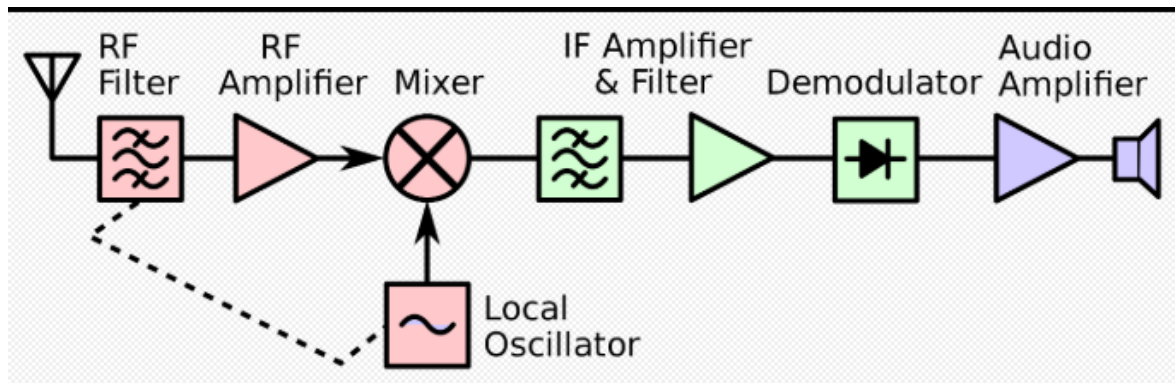 RF
Filter
RF
Amplifier
Mixer
IF Amplifier
& Filter
Demodulator
Audio
Amplifier
Local
Oscillator